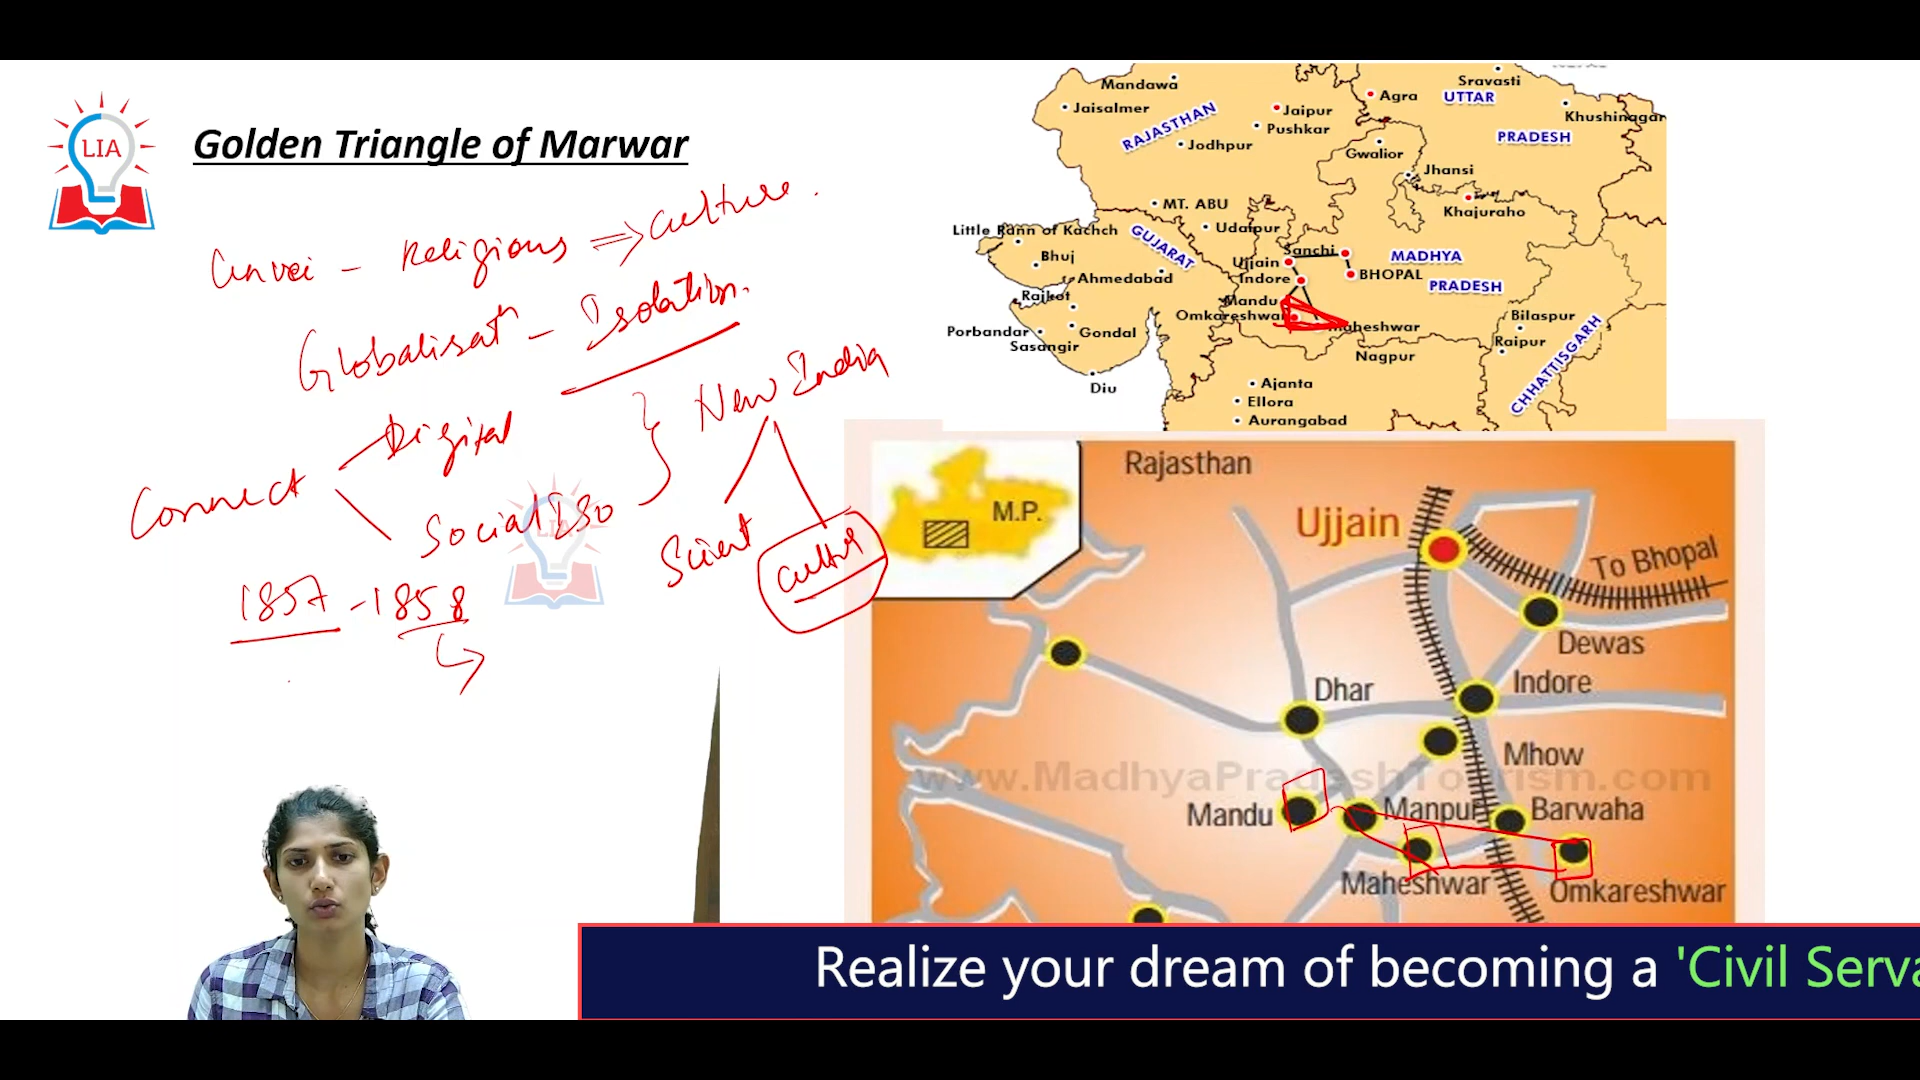 LIA
Golden Triangle of Marwar
Religious ⇒ culture.
Globalisatn - Isolation.
Connect
Digital
Social Iso
New India
Scient
culture
1857 - 1858
LIA
Mandawa
Jaisalmer
RAJASTHAN
Jaipur
Pushkar
Jodhpur
Agra
UTTAR
PRADESH
Sravasti
Khushinagar
Gwalior
Jhansi
Khajuraho
MT. ABU
Udaipur
Little Rann of Kachch
Bhuj
GUJARAT
Ahmedabad
Rajkot
Porbandar
Gondal
Sasangir
Diu
Sanchi
Ujjain
Indore
BHOPAL
MADHYA
PRADESH
Mandu
Omkareshwar
Maheshwar
Nagpur
Bilaspur
Raipur
CHHATTISGARH
Ajanta
Ellora
Aurangabad
Rajasthan
M.P.
Ujjain
To Bhopal
Dewas
Dhar
Indore
Mhow
www.MadhyaPradeshTourism.com
Mandu
Manpur
Barwaha
Maheshwar
Omkareshwar
Realize your dream of becoming a 'Civil Serva